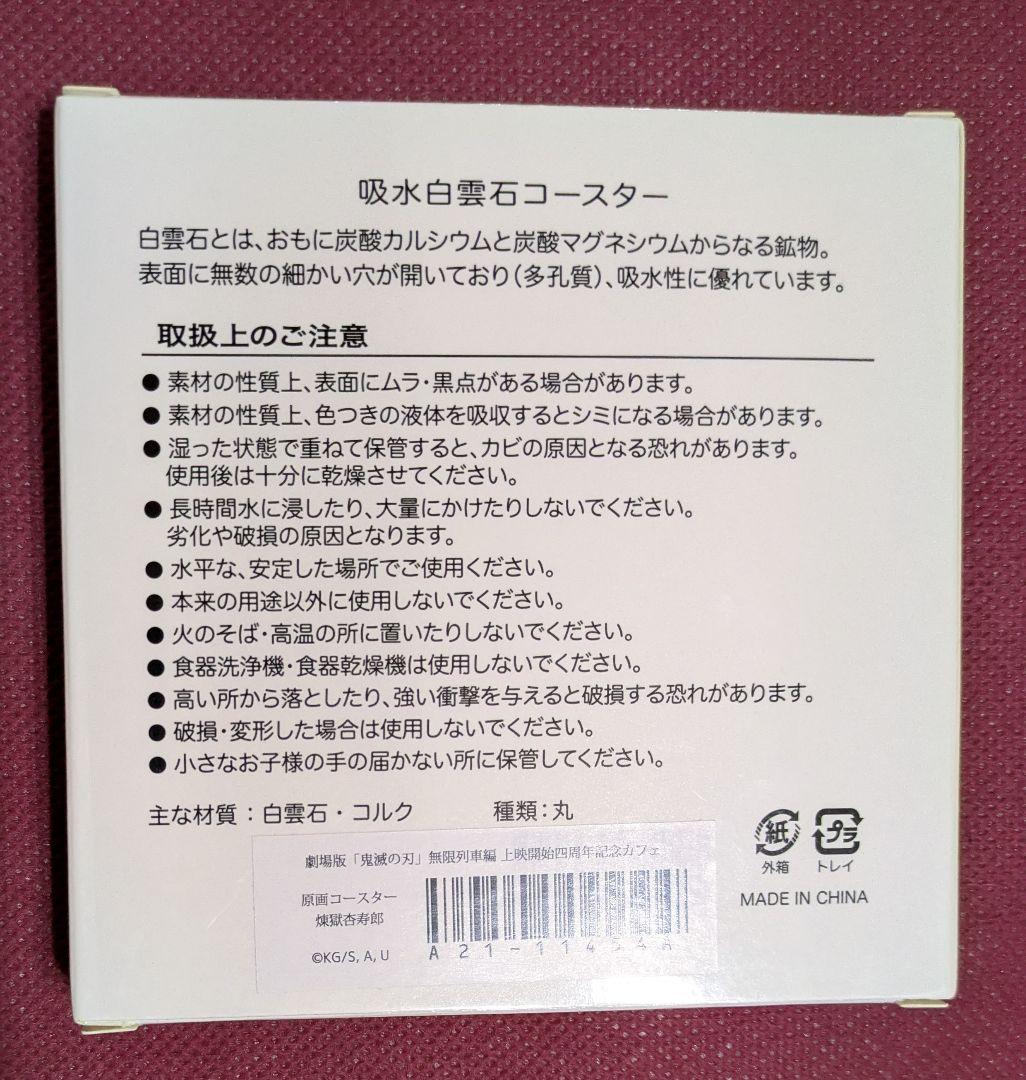 吸水白雲石コースター
白雲石とは、おもに炭酸カルシウムと炭酸マグネシウムからなる鉱物。
表面に無数の細かい穴が開いており(多孔質)、吸水性に優れています。
取扱上のご注意
● 素材の性質上、表面にムラ・黒点がある場合があります。
● 素材の性質上、色つきの液体を吸収するとシミになる場合があります。
● 湿った状態で重ねて保管すると、カビの原因となる恐れがあります。
使用後は十分に乾燥させてください。
● 長時間水に浸したり、大量にかけたりしないでください。
劣化や破損の原因となります。
● 水平な、安定した場所でご使用ください。
● 本来の用途以外に使用しないでください。
● 火のそば・高温の所に置いたりしないでください。
● 食器洗浄機・食器乾燥機は使用しないでください。
● 高い所から落としたり、強い衝撃を与えると破損する恐れがあります。
● 破損・変形した場合は使用しないでください。
● 小さなお子様の手の届かない所に保管してください。
主な材質:白雲石・コルク 種類:丸
紙 プラ
外箱 トレイ
MADE IN CHINA
劇場版「鬼滅の刃」無限列車編 上映開始四周年記念カフェ
原画コースター
煉獄杏寿郎
©KG/S, A, U
A21-11454A